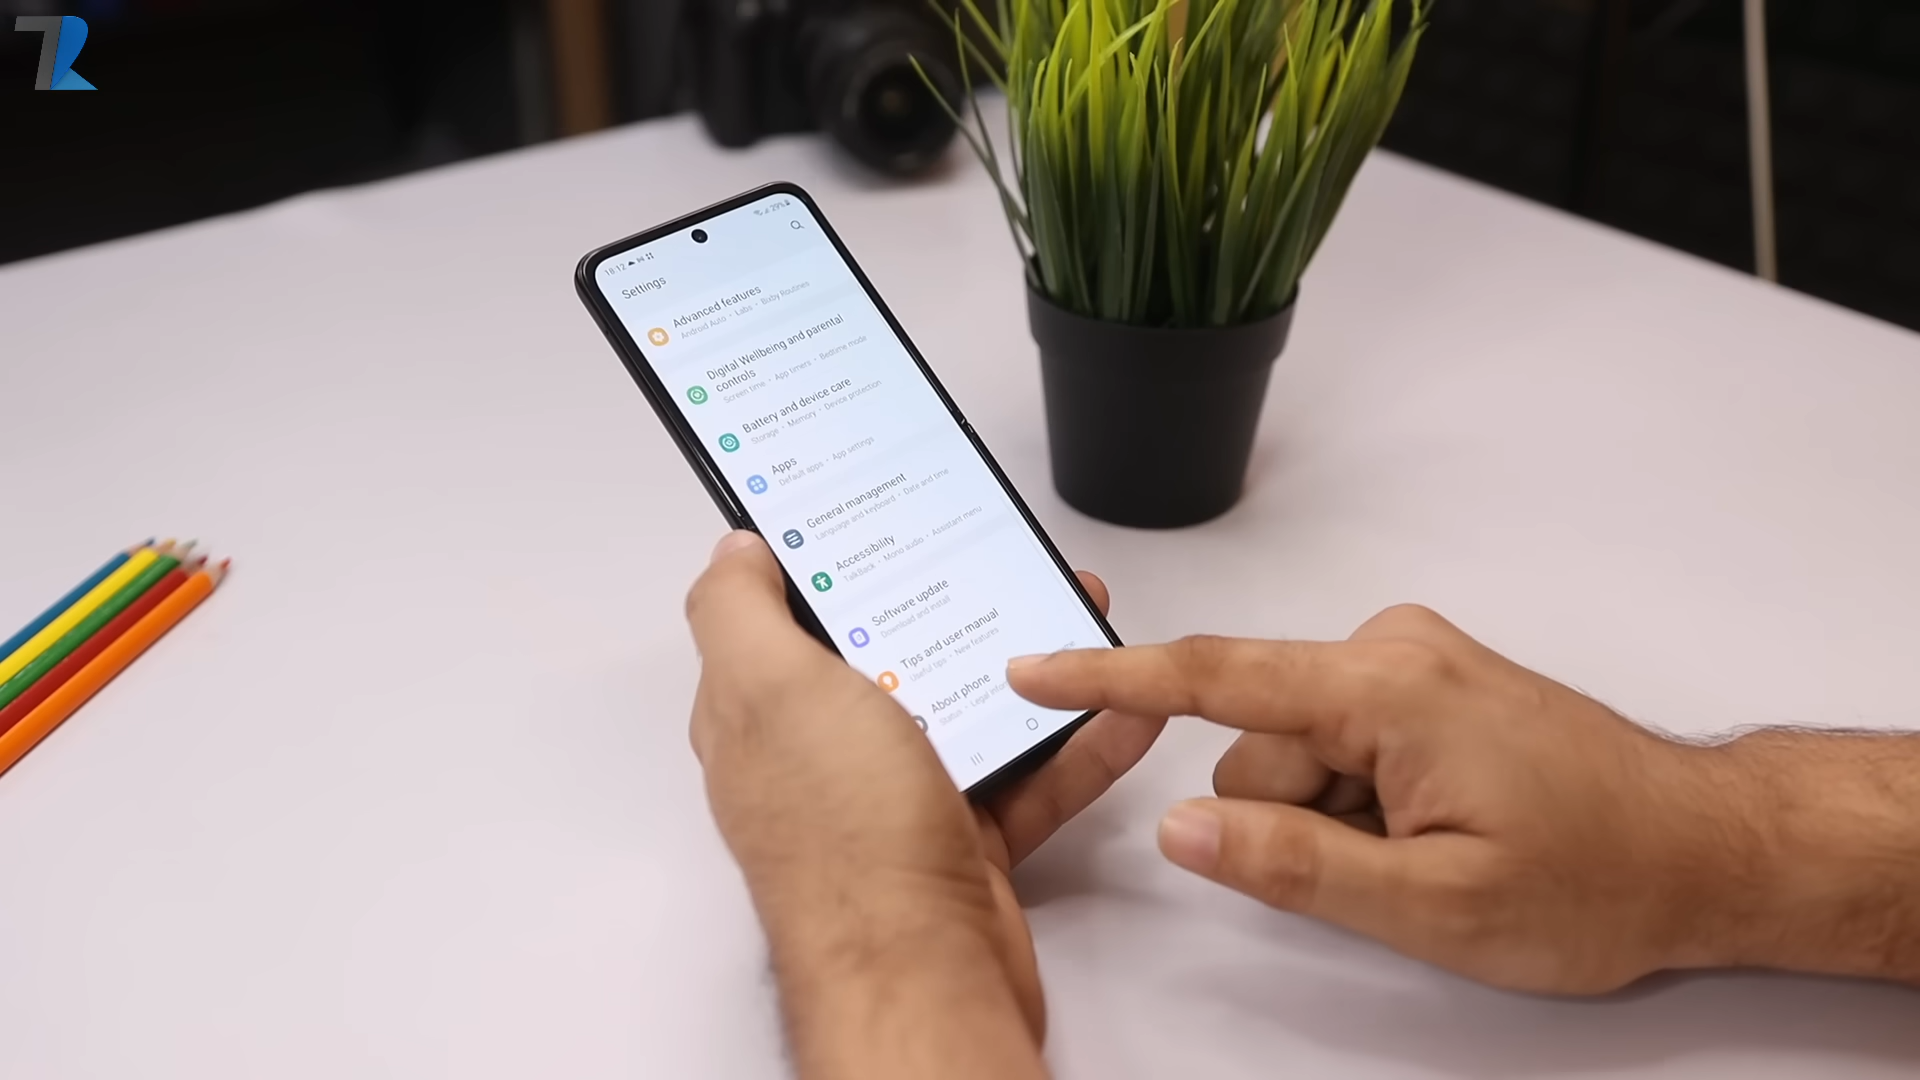 18:12
29%
Settings
Advanced features
Android Auto • Labs • Bixby Routines
Digital Wellbeing and parental
controls
Screen time • App timers • Bedtime mode
Battery and device care
Storage • Memory • Device protection
Apps
Default apps • App settings
General management
Language and keyboard • Date and time
Accessibility
TalkBack • Mono audio • Assistant menu
Software update
Download and install
Tips and user manual
Useful tips • New features
About phone
Status • Legal